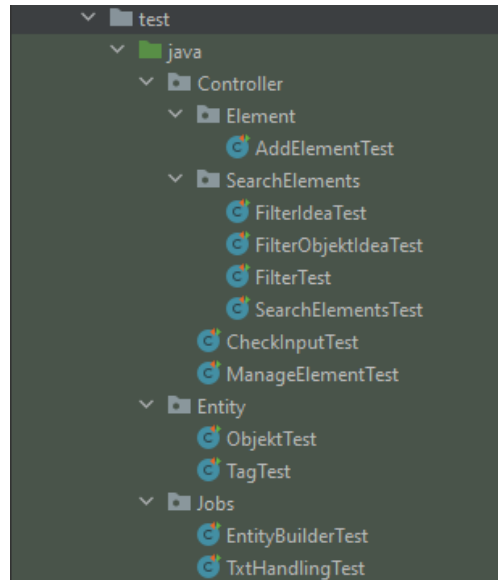 test
java
Controller
Element
AddElementTest
SearchElements
FilterIdeaTest
FilterObjektIdeaTest
FilterTest
SearchElementsTest
CheckInputTest
ManageElementTest
Entity
ObjektTest
TagTest
Jobs
EntityBuilderTest
TxtHandlingTest